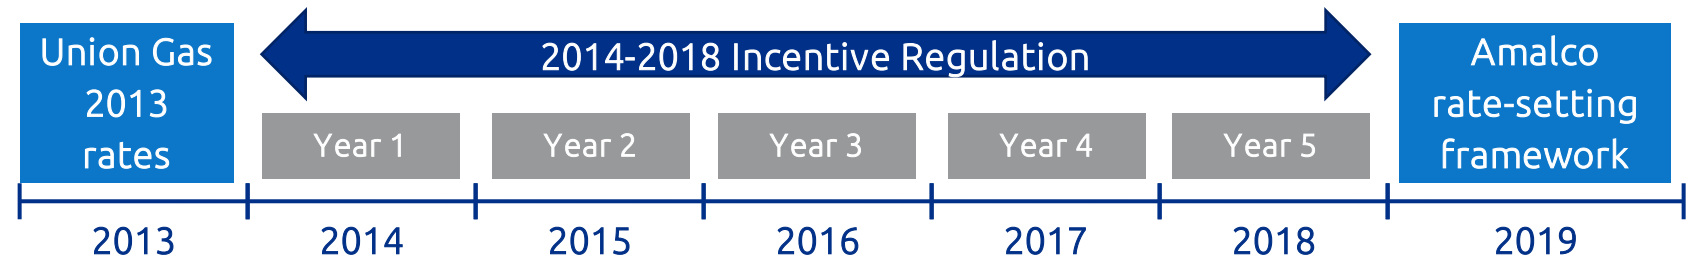 Union Gas
2013
rates
2014-2018 Incentive Regulation
Amalco
rate-setting
framework
Year 1
Year 2
Year 3
Year 4
Year 5
2013
2014
2015
2016
2017
2018
2019